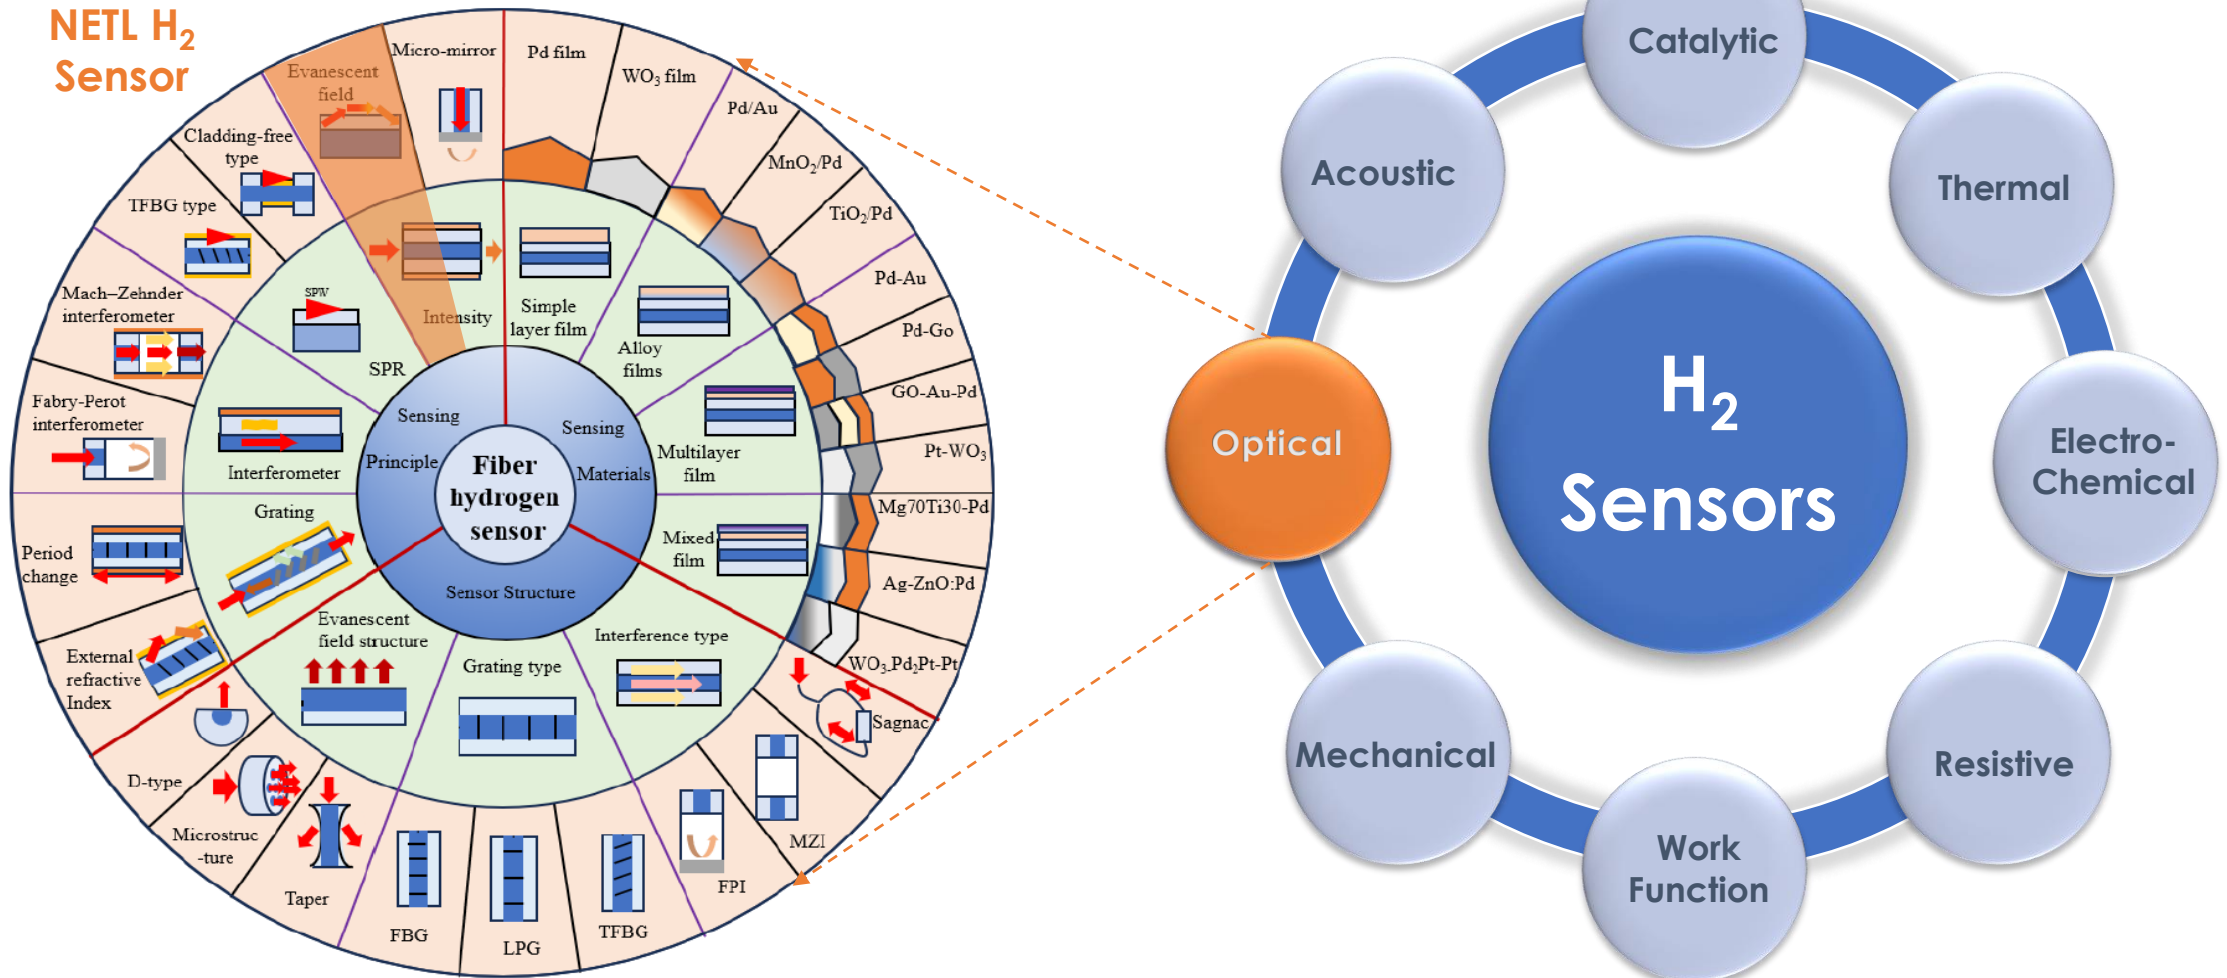 NETL H₂
Sensor
Micro-mirror
Pd film
WO₃ film
Pd/Au
MnO₂/Pd
TiO₂/Pd
Pd-Au
Pd-Go
GO-Au-Pd
Pt-WO₃
Mg70Ti30-Pd
Ag-ZnO:Pd
WO₃-Pd₂Pt-Pt
Sagnac
MZI
FPI
TFBG
LPG
FBG
Taper
Microstruc
-ture
D-type
External
refractive
Index
Period
change
Fabry-Perot
interferometer
Mach–Zehnder
interferometer
TFBG type
Cladding-free
type
Evanescent
field
Intensity
Simple
layer film
Alloy
films
Multilayer
film
Mixed
film
Interference type
Grating type
Evanescent
field structure
Grating
Interferometer
SPW
SPR
Sensing
Principle
Sensing
Materials
Sensor Structure
Fiber
hydrogen
sensor
Catalytic
Thermal
Electro-
Chemical
Resistive
Work
Function
Mechanical
Optical
Acoustic
H₂
Sensors